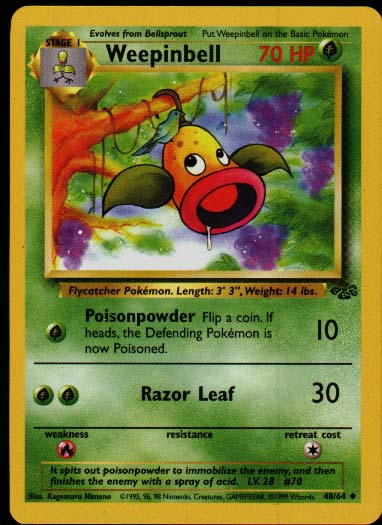 Evolves from Bellsprout Put Weepinbell on the Basic Pokémon
STAGE 1
Weepinbell 70 HP
Flycatcher Pokémon. Length: 3' 3", Weight: 14 lbs.
Poisonpowder Flip a coin. If
heads, the Defending Pokémon is
now Poisoned.
10
Razor Leaf 30
weakness resistance retreat cost
It spits out poisonpowder to immobilize the enemy, and then
finishes the enemy with a spray of acid. LV. 28 #70
Illus. Kagemaru Himeno ©1995, 96, 98 Nintendo, Creatures, GAMEFREAK. ©1999 Wizards. 48/64